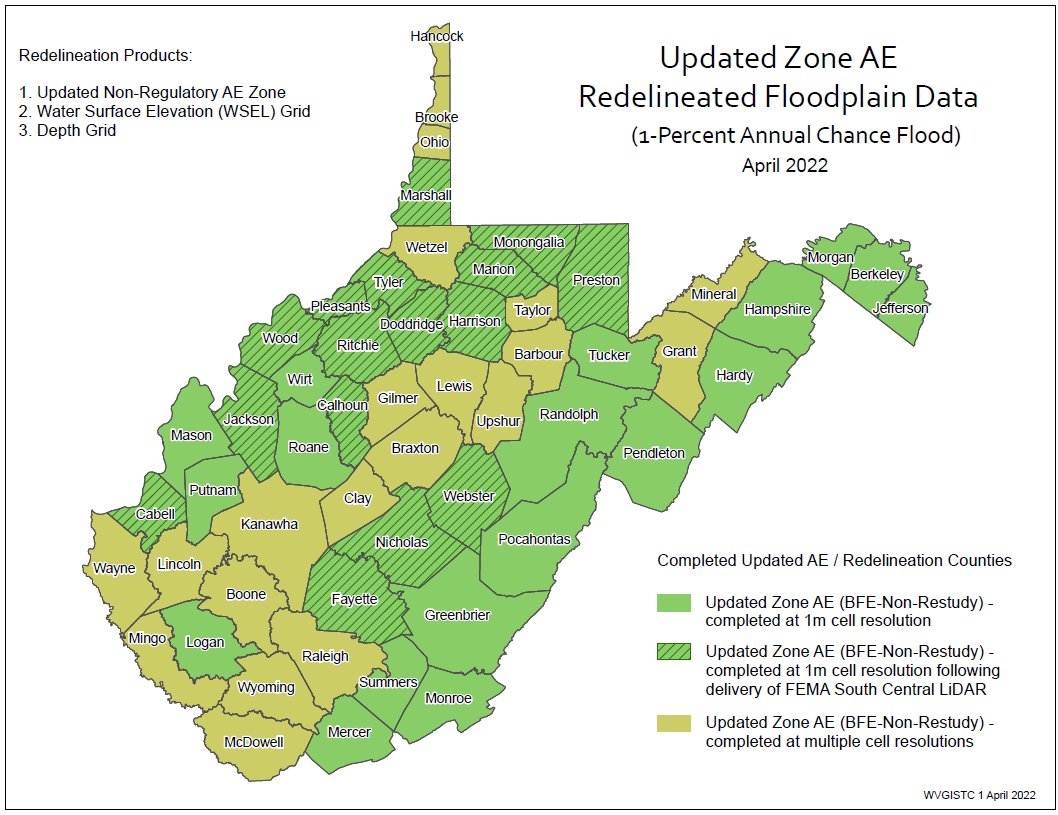 Redelineation Products:
1. Updated Non-Regulatory AE Zone
2. Water Surface Elevation (WSEL) Grid
3. Depth Grid
Updated Zone AE
Redelineated Floodplain Data
(1-Percent Annual Chance Flood)
April 2022
Hancock
Brooke
Ohio
Marshall
Wetzel
Monongalia
Marion
Preston
Tyler
Pleasants
Doddridge
Harrison
Taylor
Wood
Ritchie
Barbour
Tucker
Mineral
Grant
Hampshire
Morgan
Berkeley
Jefferson
Hardy
Wirt
Calhoun
Gilmer
Lewis
Upshur
Randolph
Jackson
Mason
Roane
Braxton
Pendleton
Putnam
Cabell
Kanawha
Clay
Webster
Nicholas
Pocahontas
Wayne
Lincoln
Boone
Fayette
Greenbrier
Mingo
Logan
Raleigh
Wyoming
Summers
Monroe
McDowell
Mercer
Completed Updated AE / Redelineation Counties
Updated Zone AE (BFE-Non-Restudy) -
completed at 1m cell resolution
Updated Zone AE (BFE-Non-Restudy) -
completed at 1m cell resolution following
delivery of FEMA South Central LiDAR
Updated Zone AE (BFE-Non-Restudy) -
completed at multiple cell resolutions
WVGISTC 1 April 2022